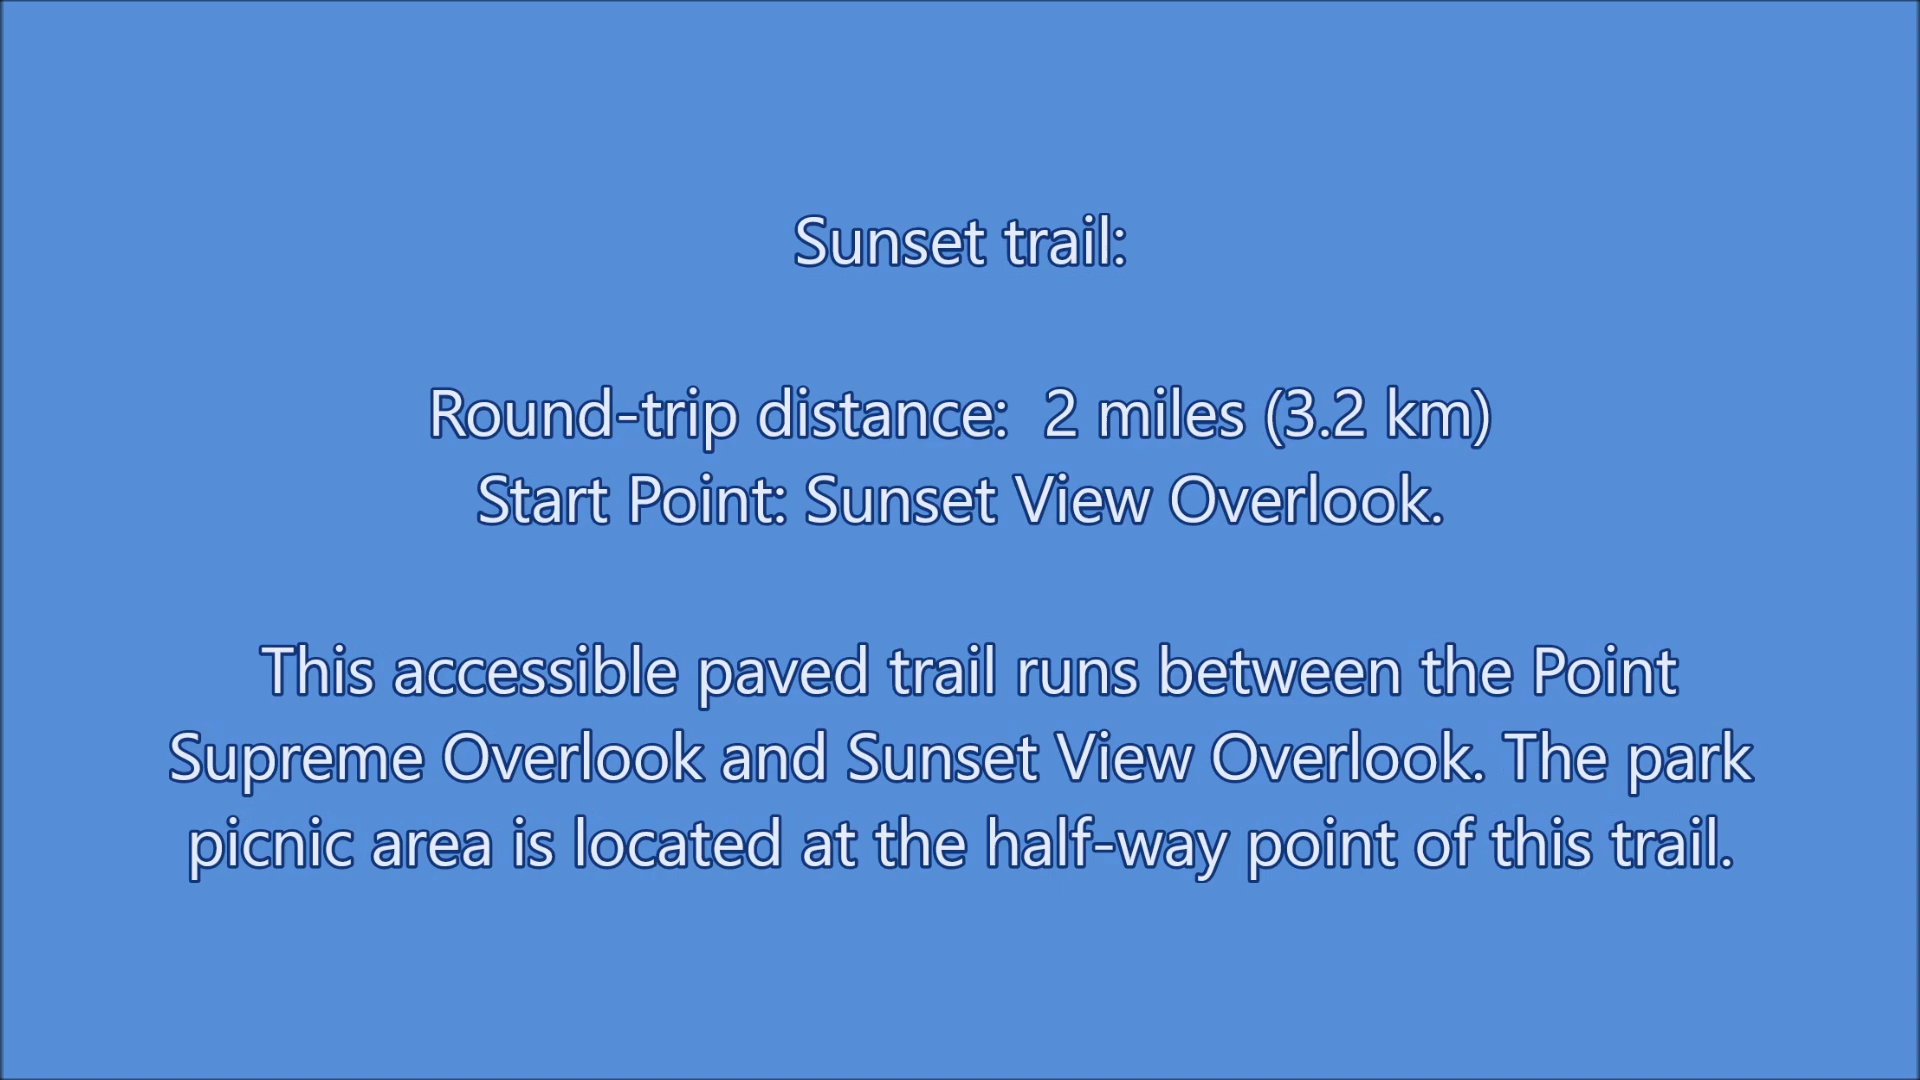 Sunset trail:
Round-trip distance:  2 miles (3.2 km)
Start Point: Sunset View Overlook.
This accessible paved trail runs between the Point
Supreme Overlook and Sunset View Overlook. The park
picnic area is located at the half-way point of this trail.